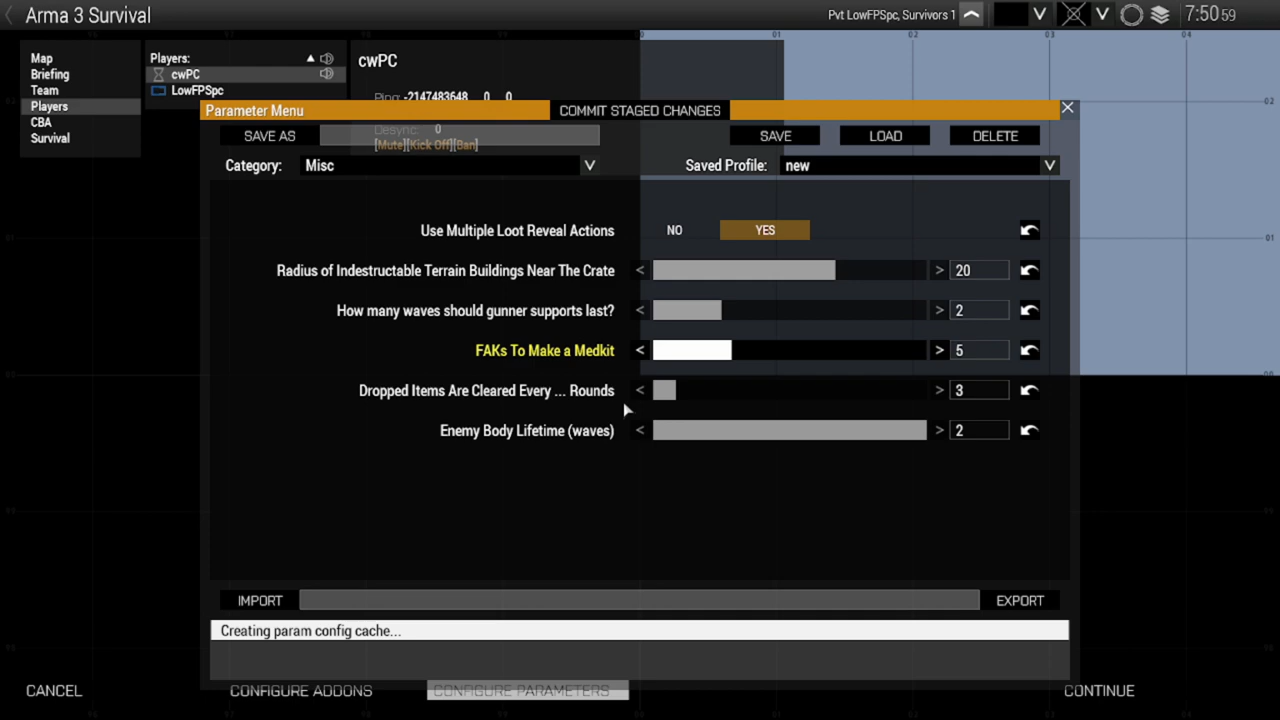 Arma 3 Survival
Pvt LowFPSpc, Survivors 1
7:50:59
Map
Briefing
Team
Players
CBA
Survival
Players:
cwPC
LowFPSpc
cwPC
Ping: -2147483648 0 0
Parameter Menu
COMMIT STAGED CHANGES
SAVE AS
Desync: 0
[Mute][Kick Off][Ban]
SAVE
LOAD
DELETE
Category: Misc
Saved Profile: new
Use Multiple Loot Reveal Actions NO YES
Radius of Indestructable Terrain Buildings Near The Crate < > 20
How many waves should gunner supports last? < > 2
FAKs To Make a Medkit < > 5
Dropped Items Are Cleared Every ... Rounds < > 3
Enemy Body Lifetime (waves) < > 2
IMPORT
EXPORT
Creating param config cache...
CANCEL
CONFIGURE ADDONS
CONFIGURE PARAMETERS
CONTINUE